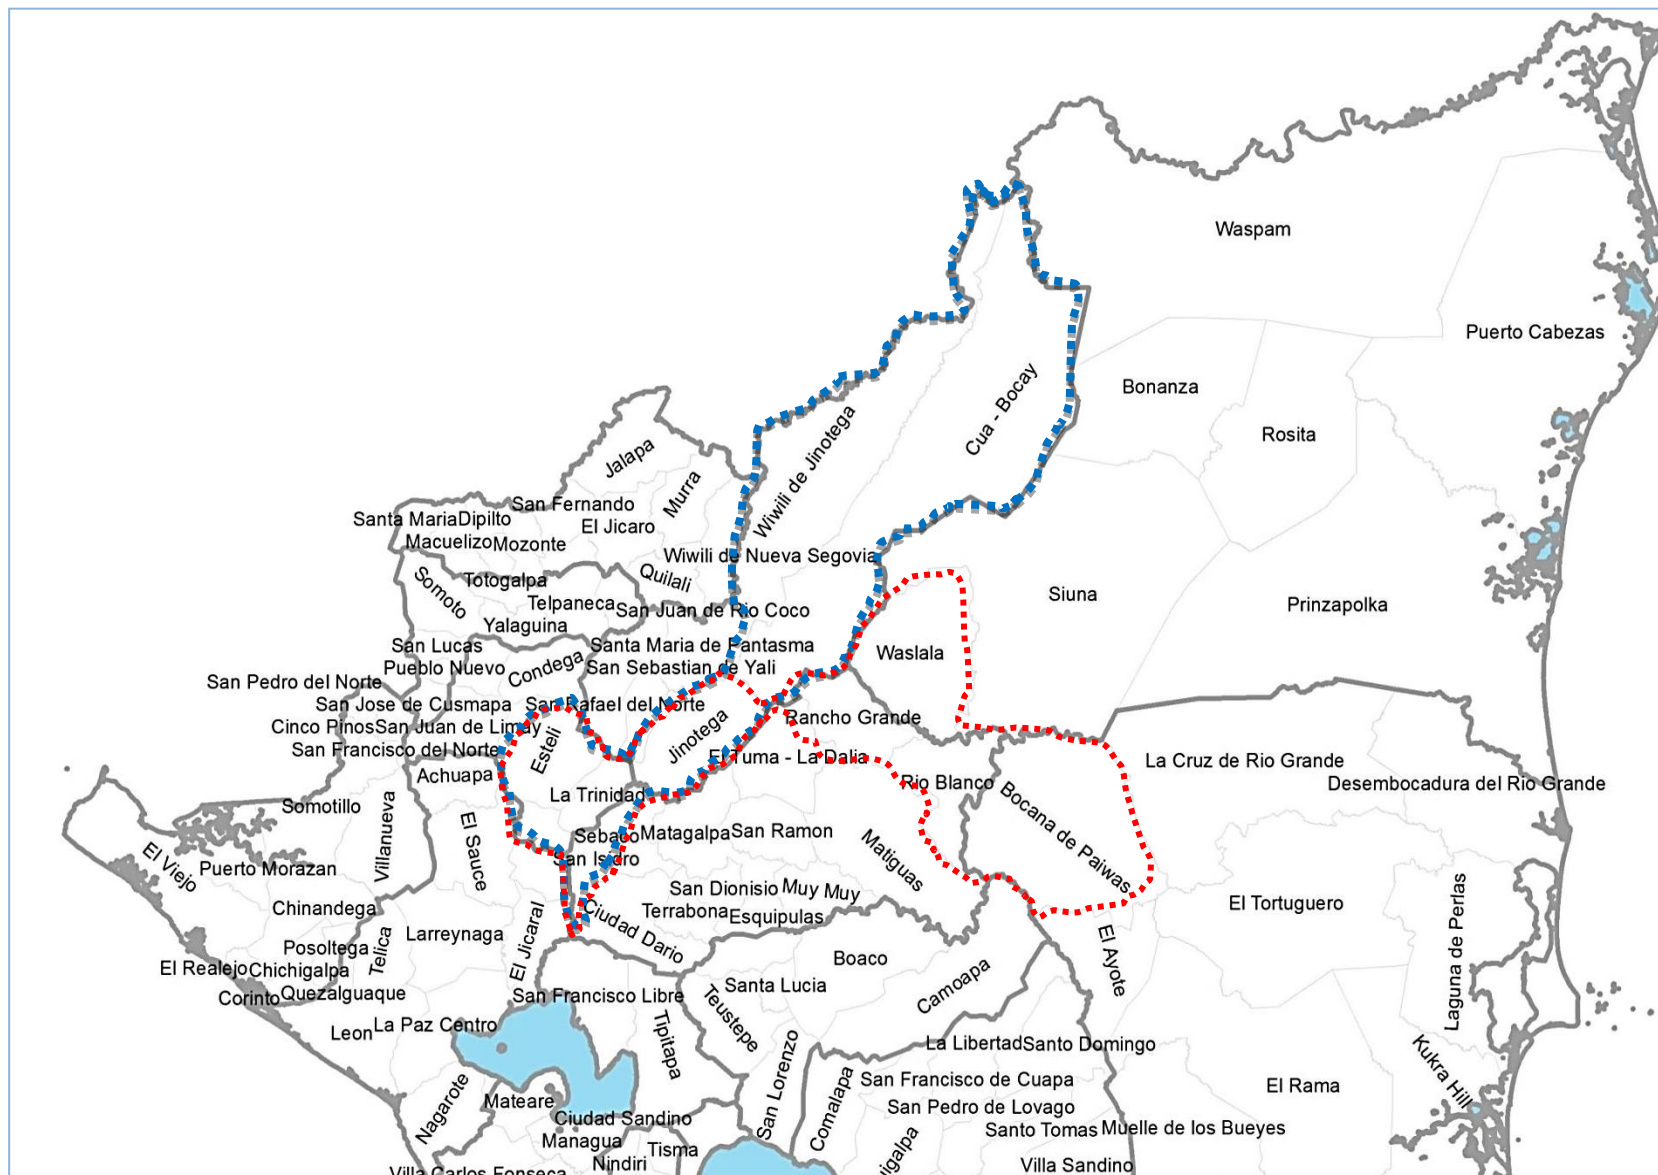 Waspam
Puerto Cabezas
Bonanza
Cua - Bocay
Rosita
Wiwili de Jinotega
Jalapa
Murra
San Fernando
Santa Maria
Dipilto
El Jicaro
Macuelizo
Mozonte
Wiwili de Nueva Segovia
Somoto
Totogalpa
Quilali
Siuna
Telpaneca
San Juan de Rio Coco
Prinzapolka
Yalaguina
San Lucas
Santa Maria de Pantasma
Waslala
Pueblo Nuevo
Condega
San Sebastian de Yali
San Pedro del Norte
San Jose de Cusmapa
San Rafael del Norte
Cinco Pinos
San Juan de Limay
Rancho Grande
Jinotega
San Francisco del Norte
Esteli
El Tuma - La Dalia
La Cruz de Rio Grande
Achuapa
Rio Blanco
Desembocadura del Rio Grande
La Trinidad
Somotillo
Bocana de Paiwas
Villanueva
El Sauce
Sebaco
Matagalpa
San Ramon
San Isidro
Matiguas
El Viejo
Puerto Morazan
San Dionisio
Muy Muy
Chinandega
Terrabona
Esquipulas
El Tortuguero
Ciudad Dario
Larreynaga
El Jicaral
Posoltega
Telica
El Ayote
Laguna de Perlas
Boaco
El Realejo
Chichigalpa
Camoapa
Santa Lucia
Corinto
Quezalguaque
San Francisco Libre
Teustepe
Leon
La Paz Centro
Tipitapa
La Libertad
Santo Domingo
San Lorenzo
Kukra Hill
San Francisco de Cuapa
El Rama
Nagarote
Mateare
Comalapa
San Pedro de Lovago
Ciudad Sandino
Santo Tomas
Muelle de los Bueyes
Managua
Tisma
igalpa
Nindiri
Villa Sandino
Villa Carlos Fonseca